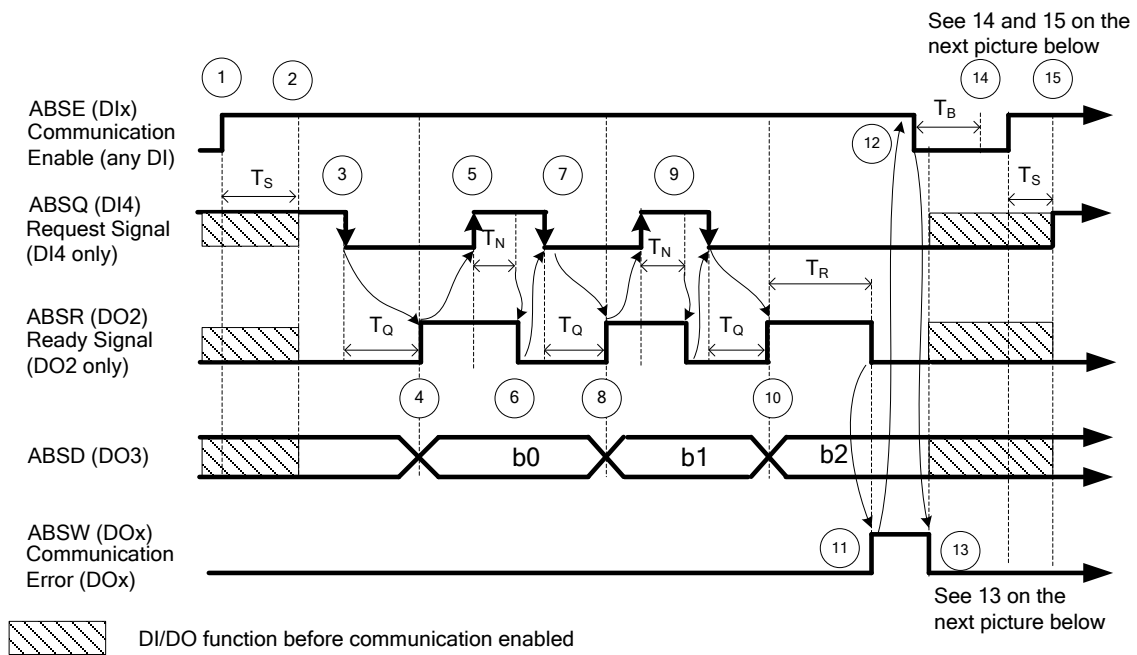 See 14 and 15 on the
next picture below
1
2
14
15
ABSE (DIx)
Communication
Enable (any DI)
TB
12
TS
3
5
7
9
TS
ABSQ (DI4)
Request Signal
(DI4 only)
TN
TN
TR
ABSR (DO2)
Ready Signal
(DO2 only)
TQ
TQ
TQ
4
6
8
10
ABSD (DO3)
b0
b1
b2
ABSW (DOx)
Communication
Error (DOx)
11
13
See 13 on the
next picture below
DI/DO function before communication enabled